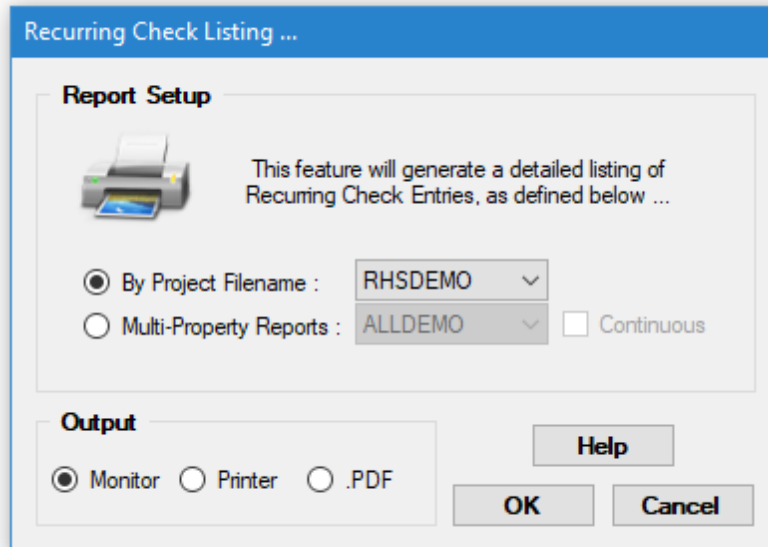 Recurring Check Listing ...
Report Setup
This feature will generate a detailed listing of
Recurring Check Entries, as defined below ...
By Project Filename : RHSDEMO
Multi-Property Reports : ALLDEMO Continuous
Output
Monitor Printer .PDF
Help
OK Cancel